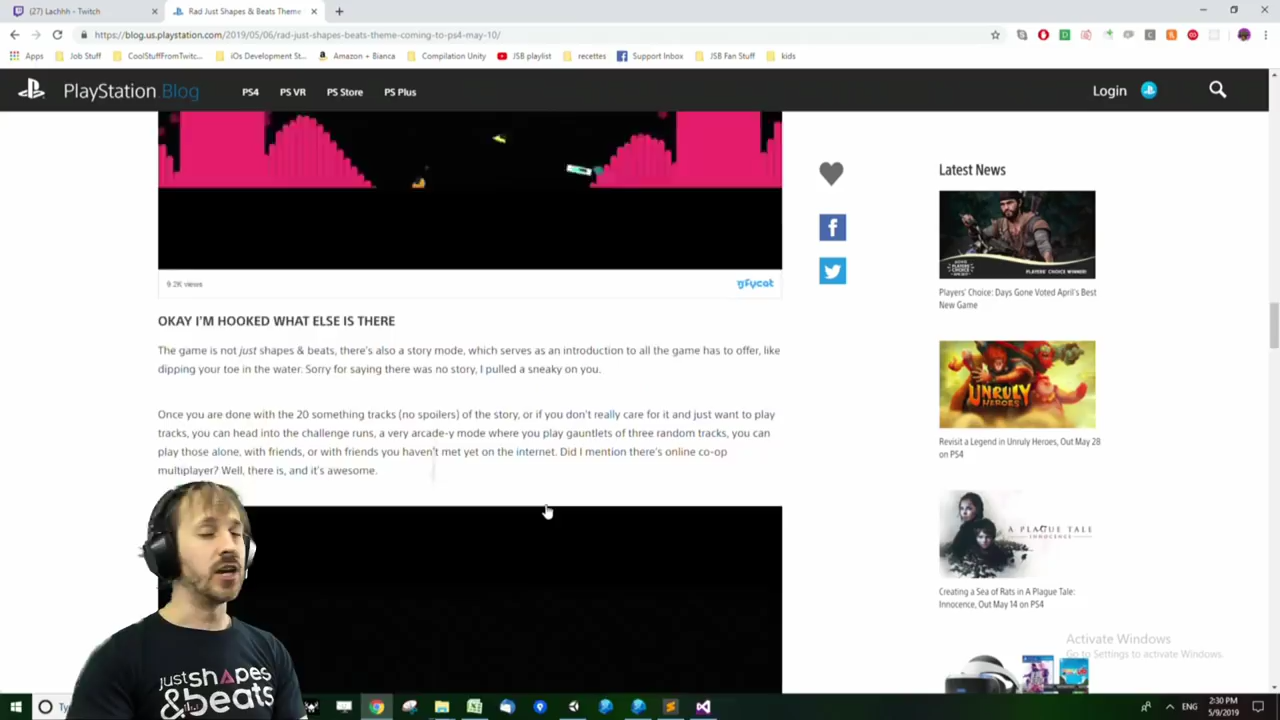 (27) Lachhh - Twitch
Rad Just Shapes & Beats Theme
https://blog.us.playstation.com/2019/05/06/rad-just-shapes-beats-theme-coming-to-ps4-may-10/
Apps
Job Stuff
CoolStuffFromTwitc...
iOs Development St...
Amazon + Bianca
Compilation Unity
JSB playlist
recettes
Support Inbox
JSB Fan Stuff
kids
PlayStation.Blog
PS4
PS VR
PS Store
PS Plus
Login
9.2K views
gfycat
OKAY I'M HOOKED WHAT ELSE IS THERE
The game is not just shapes & beats, there's also a story mode, which serves as an introduction to all the game has to offer, like
dipping your toe in the water. Sorry for saying there was no story, I pulled a sneaky on you.
Once you are done with the 20 something tracks (no spoilers) of the story, or if you don't really care for it and just want to play
tracks, you can head into the challenge runs, a very arcade-y mode where you play gauntlets of three random tracks, you can
play those alone, with friends, or with friends you haven't met yet on the internet. Did I mention there's online co-op
multiplayer? Well, there is, and it's awesome.
Latest News
PLAYERS' CHOICE WINNER!
Players' Choice: Days Gone Voted April's Best
New Game
UNRULY
HEROES
Revisit a Legend in Unruly Heroes, Out May 28
on PS4
A PLAGUE TALE
INNOCENCE
Creating a Sea of Rats in A Plague Tale:
Innocence, Out May 14 on PS4
Activate Windows
Go to Settings to activate Windows.
just shapes
&beats
ENG
2:30 PM
5/9/2019